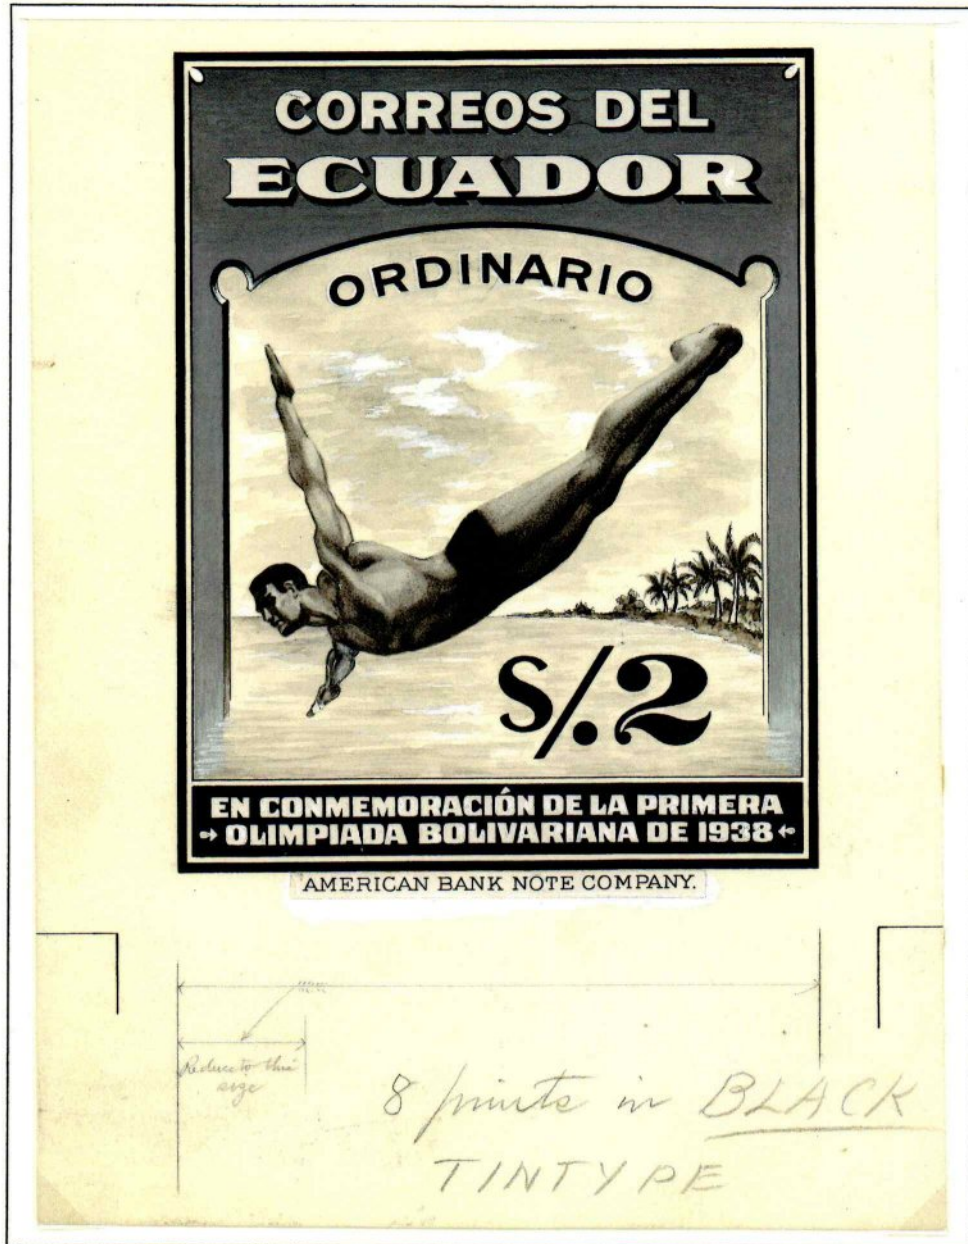 CORREOS DEL
ECUADOR
ORDINARIO
S/.2
EN CONMEMORACIÓN DE LA PRIMERA
OLIMPIADA BOLIVARIANA DE 1938
AMERICAN BANK NOTE COMPANY.
Reduce to this
size
8 prints in BLACK
TINTYPE